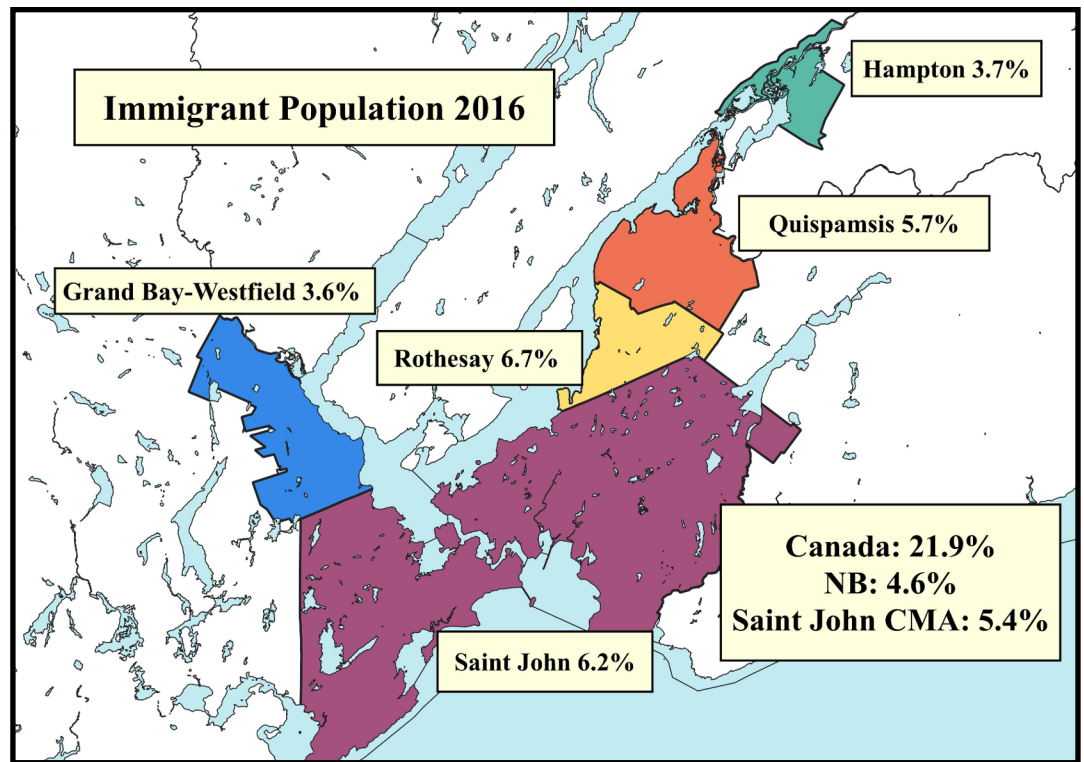 Immigrant Population 2016
Hampton 3.7%
Quispamsis 5.7%
Grand Bay-Westfield 3.6%
Rothesay 6.7%
Saint John 6.2%
Canada: 21.9%
NB: 4.6%
Saint John CMA: 5.4%